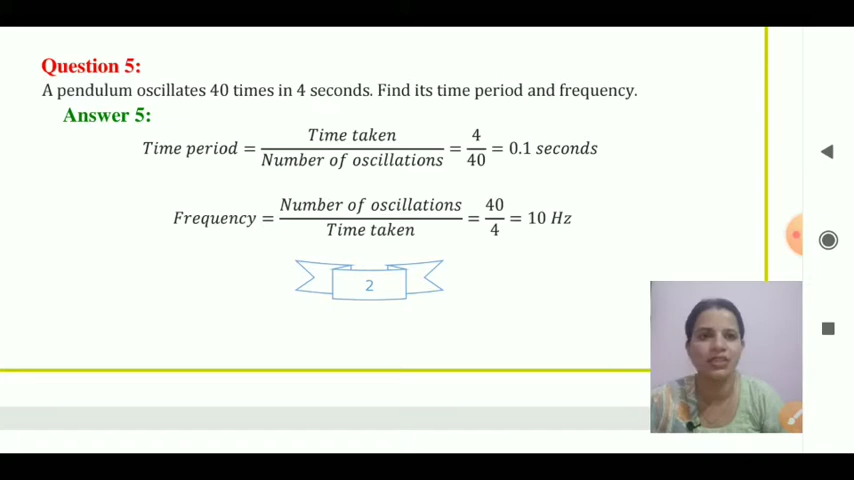 Question 5:
A pendulum oscillates 40 times in 4 seconds. Find its time period and frequency.
Answer 5:
Time period = Time taken / Number of oscillations = 4 / 40 = 0.1 seconds
Frequency = Number of oscillations / Time taken = 40 / 4 = 10 Hz
2